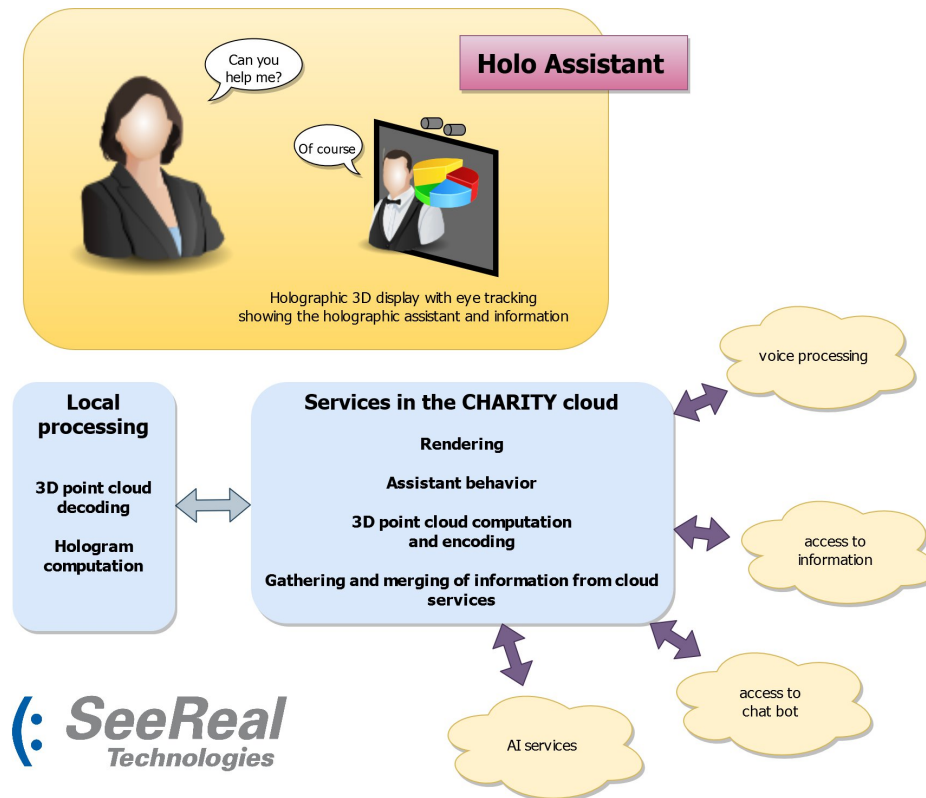 Holo Assistant
Can you
help me?
Of course
Holographic 3D display with eye tracking
showing the holographic assistant and information
Local
processing
3D point cloud
decoding
Hologram
computation
Services in the CHARITY cloud
Rendering
Assistant behavior
3D point cloud computation
and encoding
Gathering and merging of information from cloud
services
voice processing
access to
information
access to
chat bot
AI services
SeeReal
Technologies